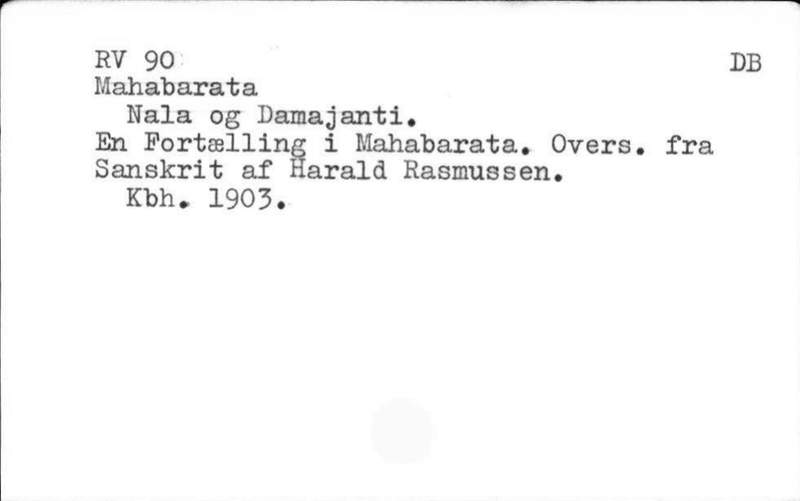 RV 90 DB
Mahabarata
Nala og Damajanti.
En Fortælling i Mahabarata. Overs. fra
Sanskrit af Harald Rasmussen.
Kbh. 1903.